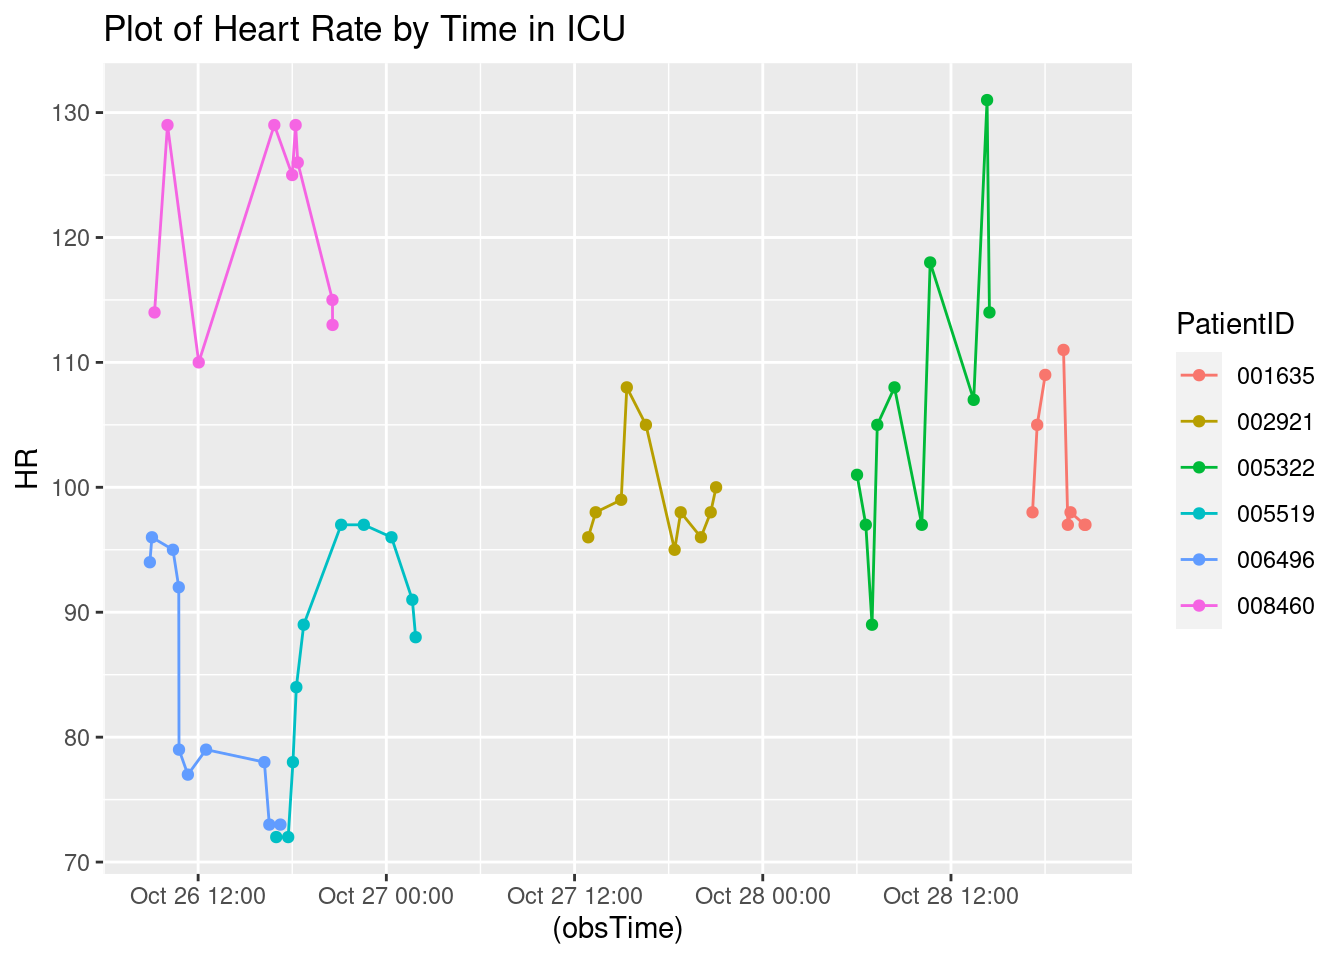 Plot of Heart Rate by Time in ICU
130
120
110
100
90
80
70
HR
Oct 26 12:00
Oct 27 00:00
Oct 27 12:00
Oct 28 00:00
Oct 28 12:00
(obsTime)
PatientID
001635
002921
005322
005519
006496
008460